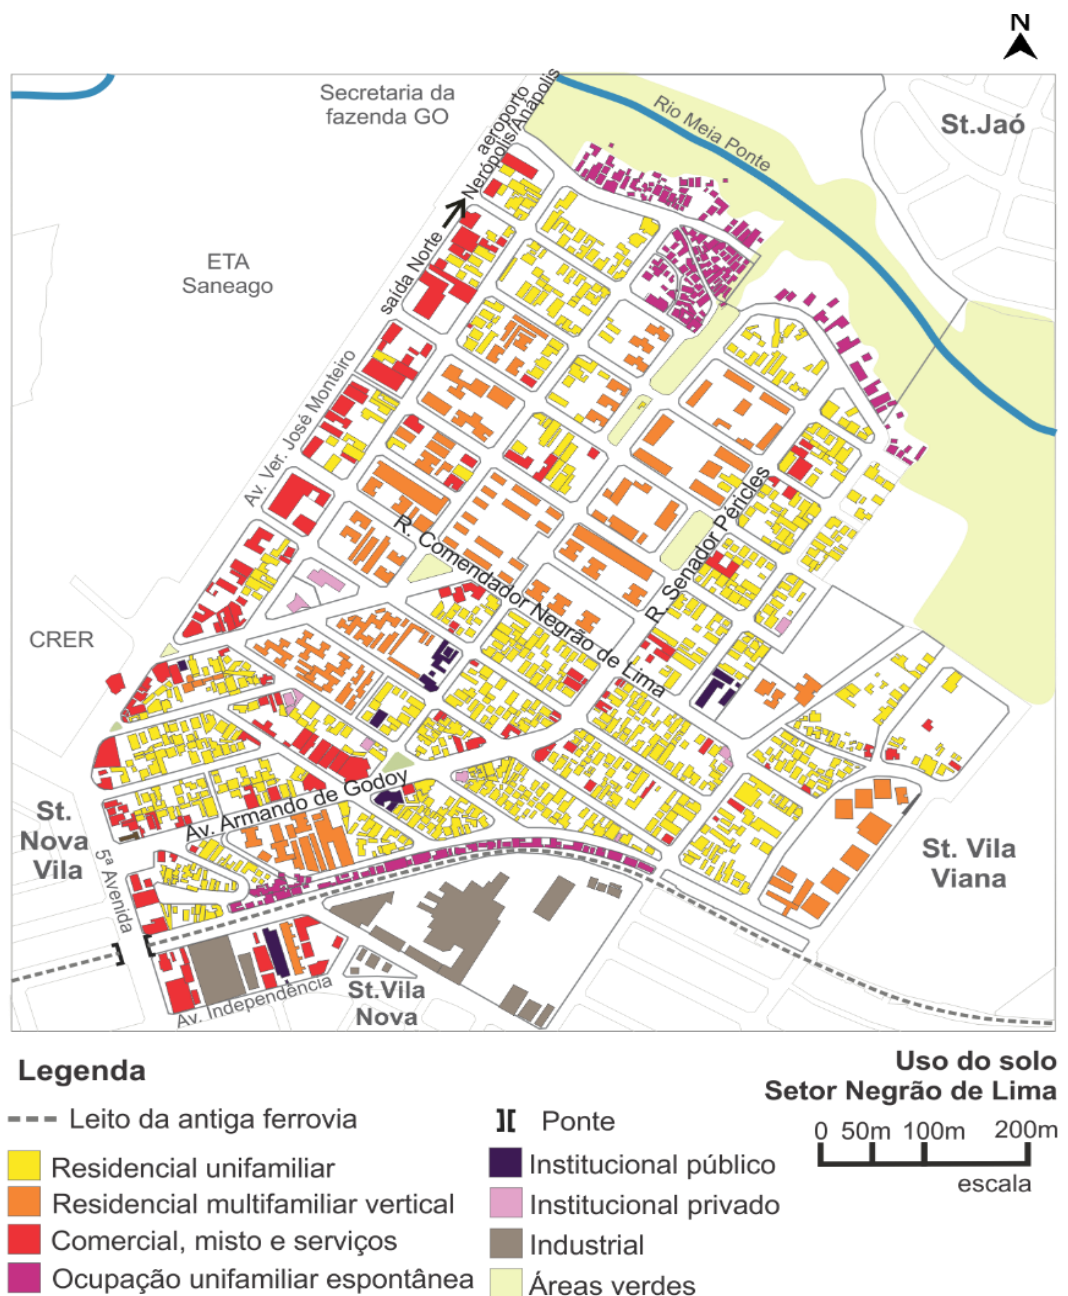 N
Secretaria da
fazenda GO
aeroporto
Nerópolis/Anápolis
Rio Meia Ponte
St.Jaó
ETA
Saneago
saída Norte
Av. Ver. José Monteiro
R. Comendador Negrão de Lima
R. Senador Péricles
CRER
Av. Armando de Godoy
St.
Nova
Vila
5ª Avenida
St. Vila
Viana
Av. Independência
St.Vila
Nova
Legenda
Leito da antiga ferrovia
Residencial unifamiliar
Residencial multifamiliar vertical
Comercial, misto e serviços
Ocupação unifamiliar espontânea
Ponte
Institucional público
Institucional privado
Industrial
Áreas verdes
Uso do solo
Setor Negrão de Lima
0 50m 100m 200m
escala